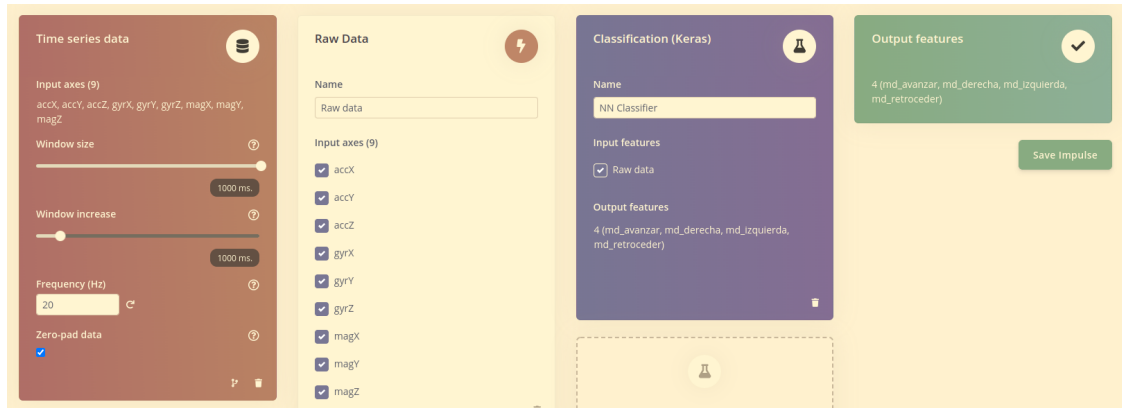 Time series data
Input axes (9)
accX, accY, accZ, gyrX, gyrY, gyrZ, magX, magY,
magZ
Window size
1000 ms.
Window increase
1000 ms.
Frequency (Hz)
20
Zero-pad data
Raw Data
Name
Raw data
Input axes (9)
accX
accY
accZ
gyrX
gyrY
gyrZ
magX
magY
magZ
Classification (Keras)
Name
NN Classifier
Input features
Raw data
Output features
4 (md_avanzar, md_derecha, md_izquierda,
md_retroceder)
Output features
4 (md_avanzar, md_derecha, md_izquierda,
md_retroceder)
Save Impulse